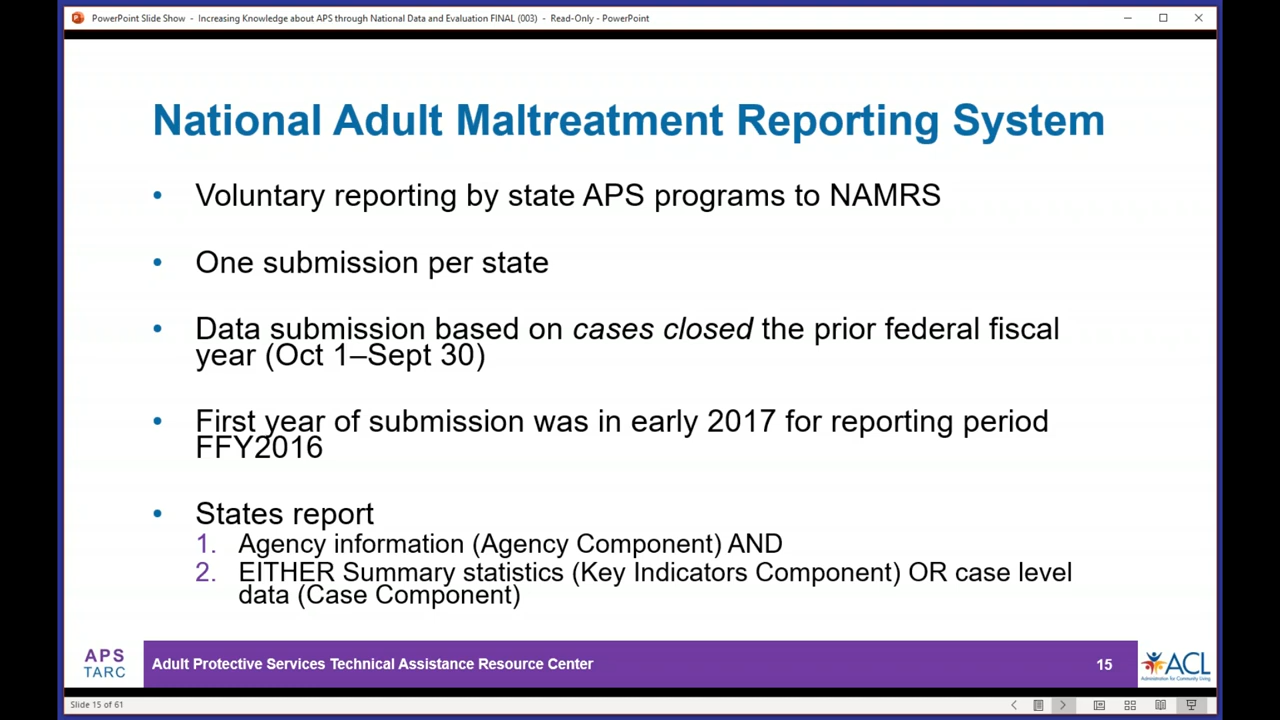 PowerPoint Slide Show - Increasing Knowledge about APS through National Data and Evaluation FINAL (003) - Read-Only - PowerPoint
National Adult Maltreatment Reporting System
• Voluntary reporting by state APS programs to NAMRS
• One submission per state
• Data submission based on cases closed the prior federal fiscal
year (Oct 1–Sept 30)
• First year of submission was in early 2017 for reporting period
FFY2016
• States report
1. Agency information (Agency Component) AND
2. EITHER Summary statistics (Key Indicators Component) OR case level
data (Case Component)
APS
TARC
Adult Protective Services Technical Assistance Resource Center
15
ACL
Administration for Community Living
Slide 15 of 61